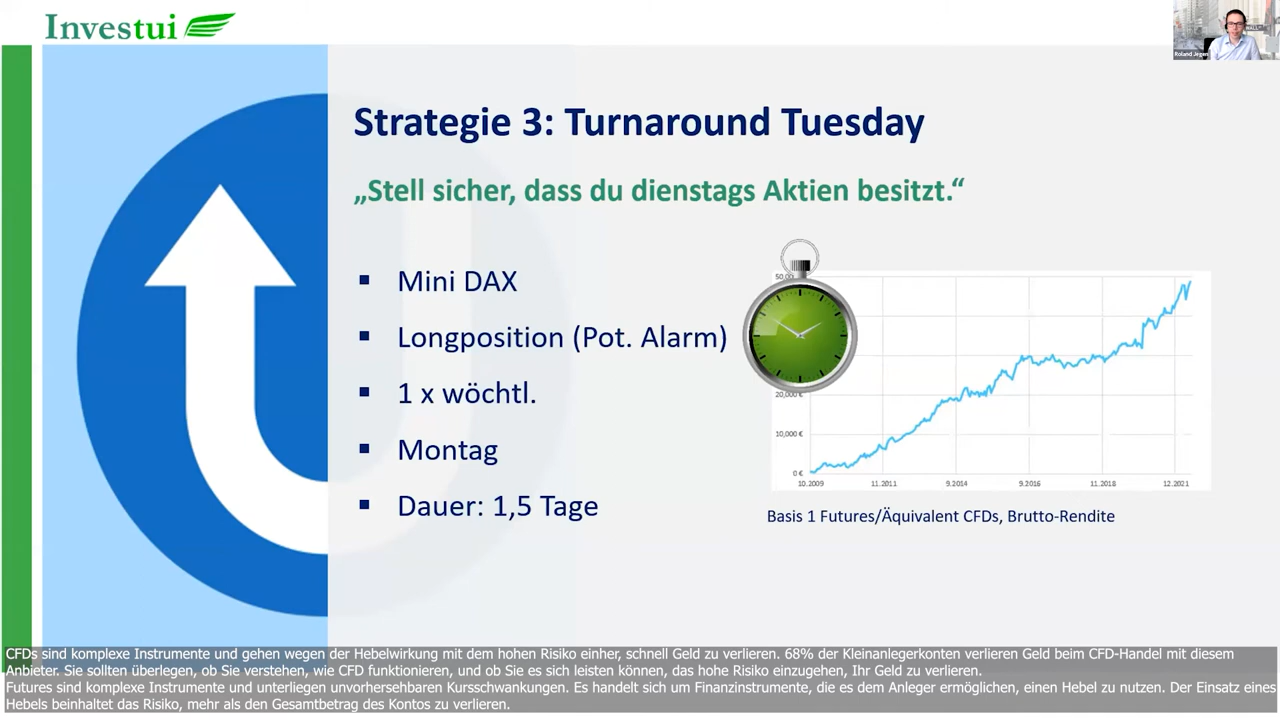 Investui
Roland Jegen
Strategie 3: Turnaround Tuesday
„Stell sicher, dass du dienstags Aktien besitzt.“
▪ Mini DAX
▪ Longposition (Pot. Alarm)
▪ 1 x wöchtl.
▪ Montag
▪ Dauer: 1,5 Tage
20,000 €
10,000 €
0 €
10.2009 11.2011 9.2014 9.2016 11.2018 12.2021
Basis 1 Futures/Äquivalent CFDs, Brutto-Rendite
CFDs sind komplexe Instrumente und gehen wegen der Hebelwirkung mit dem hohen Risiko einher, schnell Geld zu verlieren. 68% der Kleinanlegerkonten verlieren Geld beim CFD-Handel mit diesem
Anbieter. Sie sollten überlegen, ob Sie verstehen, wie CFD funktionieren, und ob Sie es sich leisten können, das hohe Risiko einzugehen, Ihr Geld zu verlieren.
Futures sind komplexe Instrumente und unterliegen unvorhersehbaren Kursschwankungen. Es handelt sich um Finanzinstrumente, die es dem Anleger ermöglichen, einen Hebel zu nutzen. Der Einsatz eines
Hebels beinhaltet das Risiko, mehr als den Gesamtbetrag des Kontos zu verlieren.